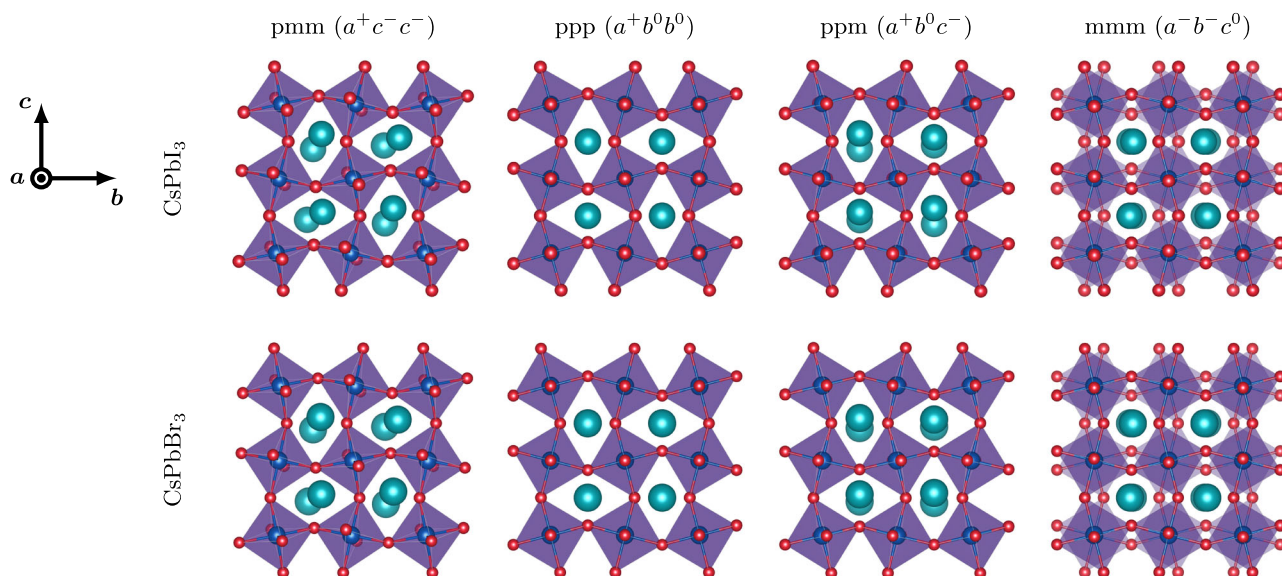 pmm (a⁺c⁻c⁻) ppp (a⁺b⁰b⁰) ppm (a⁺b⁰c⁻) mmm (a⁻b⁻c⁰)
c
a
b
CsPbI₃
CsPbBr₃